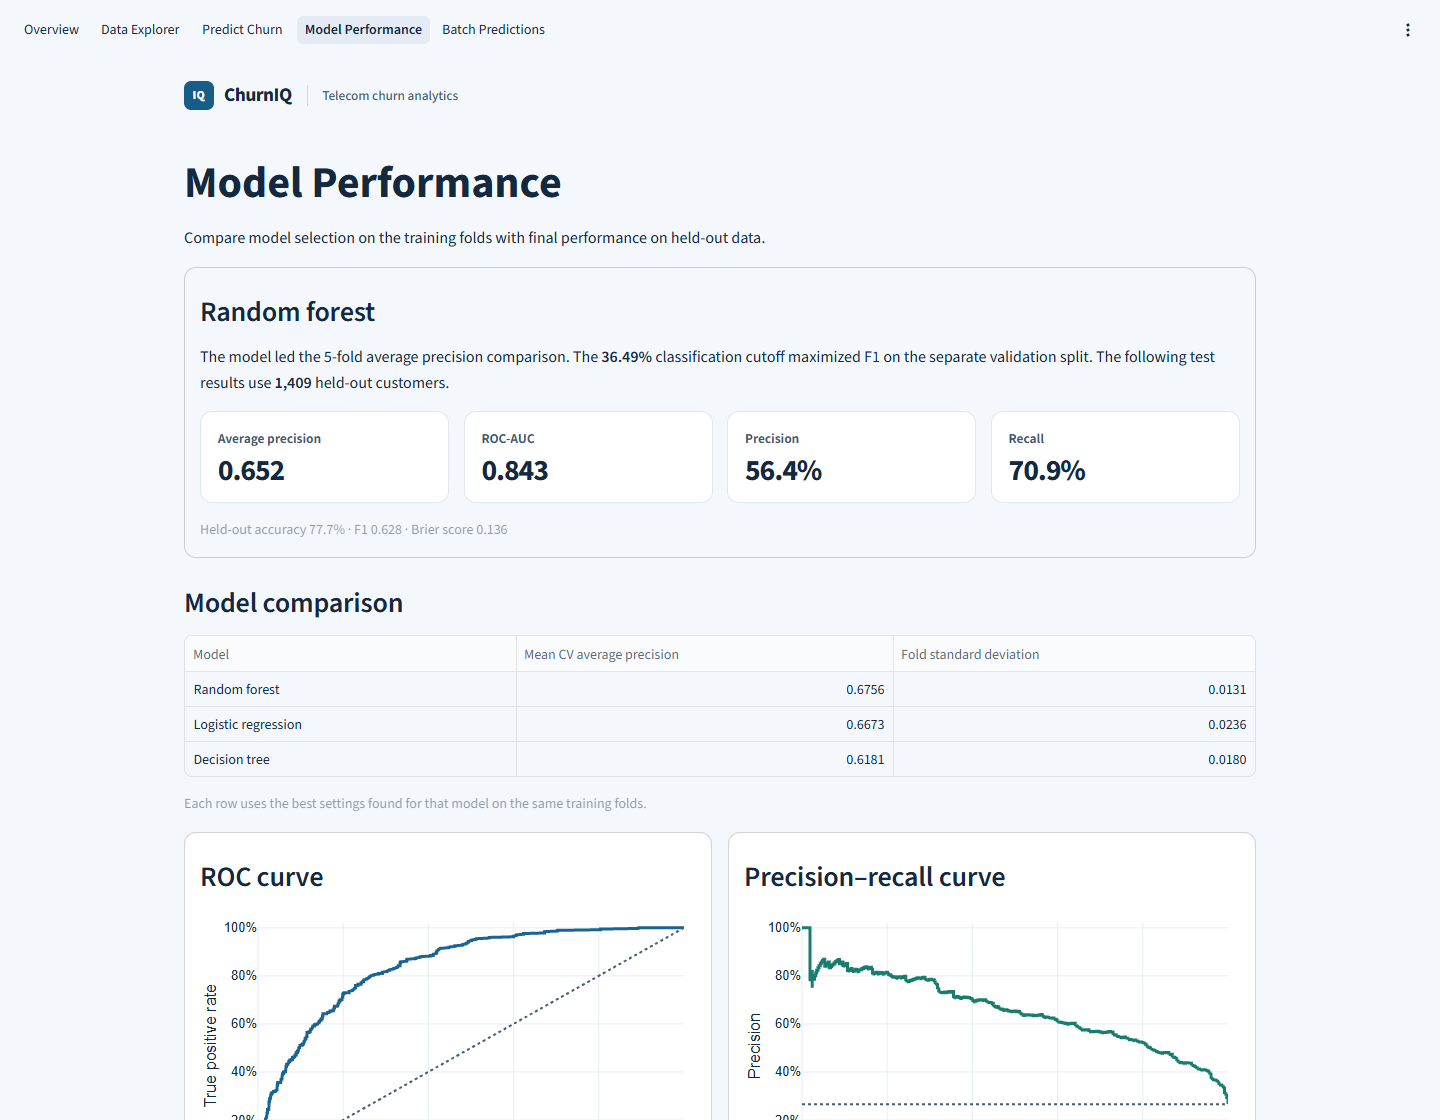 Overview Data Explorer Predict Churn Model Performance Batch Predictions
IQ ChurnIQ Telecom churn analytics
Model Performance
Compare model selection on the training folds with final performance on held-out data.
Random forest
The model led the 5-fold average precision comparison. The 36.49% classification cutoff maximized F1 on the separate validation split. The following test
results use 1,409 held-out customers.
Average precision ROC-AUC Precision Recall
0.652 0.843 56.4% 70.9%
Held-out accuracy 77.7% · F1 0.628 · Brier score 0.136
Model comparison
Model Mean CV average precision Fold standard deviation
Random forest 0.6756 0.0131
Logistic regression 0.6673 0.0236
Decision tree 0.6181 0.0180
Each row uses the best settings found for that model on the same training folds.
ROC curve
100%
80%
60%
40%
20%
True positive rate
Precision–recall curve
100%
80%
60%
40%
20%
Precision